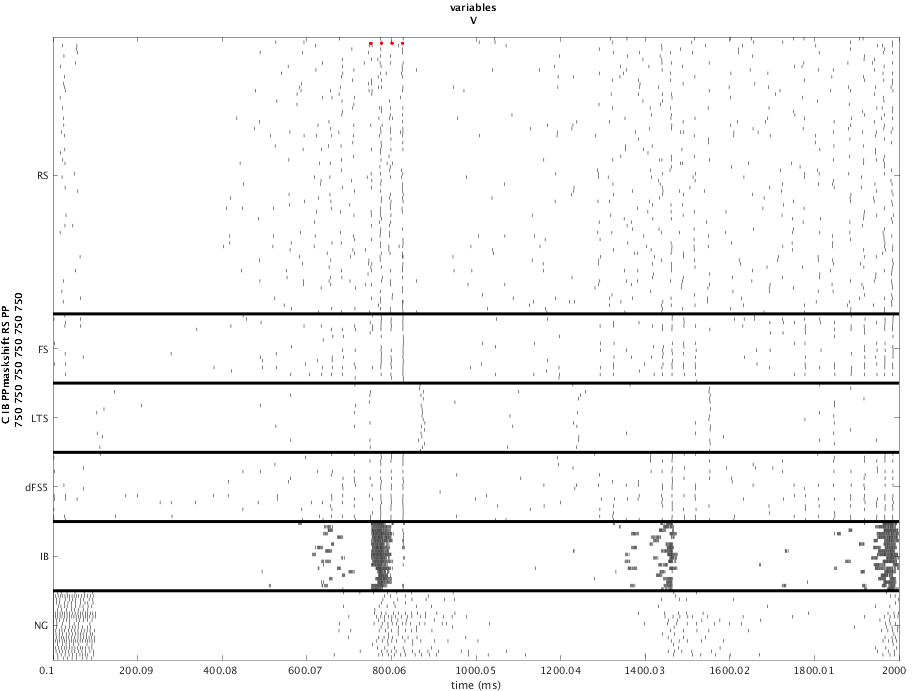 variables
V
C IB PPmaskshift RS PP
750 750 750 750 750 750
RS
FS
LTS
dFS5
IB
NG
0.1 200.09 400.08 600.07 800.06 1000.05 1200.04 1400.03 1600.02 1800.01 2000
time (ms)